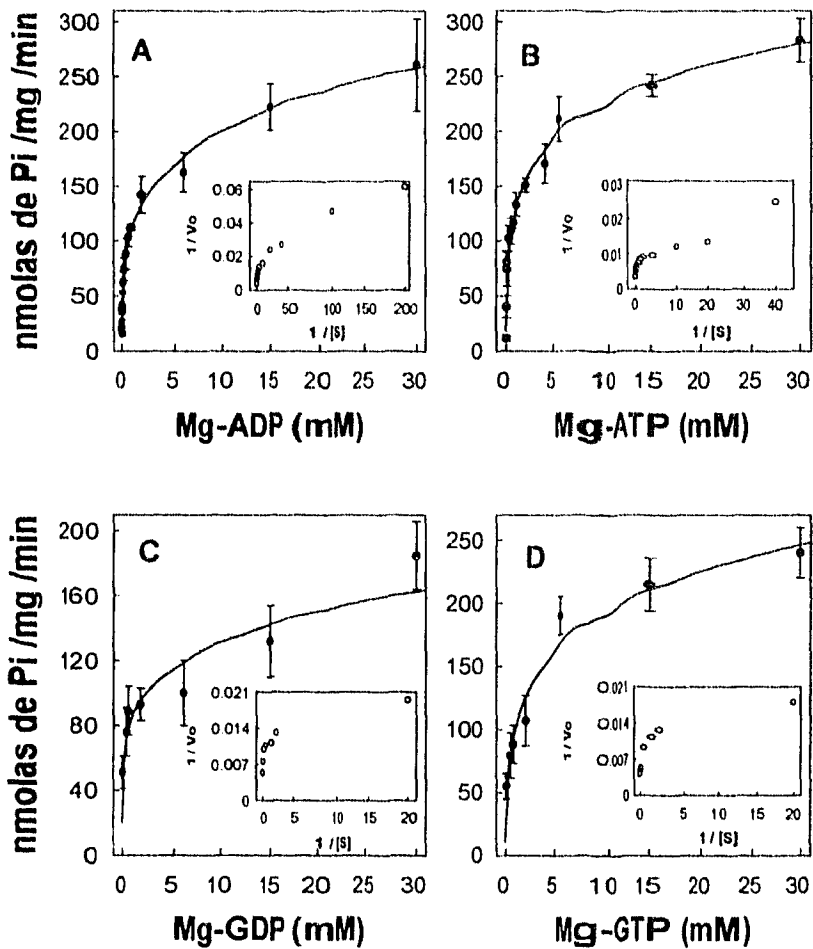 A
B
nmolas de Pi /mg /min
300
250
200
150
100
50
0
0 5 10 15 20 25 30
Mg-ADP (mM)
1 / Vo
0.06
0.04
0.02
0
50 100 200
1 / [S]
300
250
200
150
100
50
0
0 5 10 15 20 25 30
Mg-ATP (mM)
1 / Vo
0.03
0.02
0.01
0
0 10 20 30 40
1 / [S]
C
D
nmolas de Pi /mg /min
200
160
120
80
40
0
0 5 10 15 20 25 30
Mg-GDP (mM)
1 / Vo
0.021
0.014
0.007
0
0 5 20
1 / [S]
250
200
150
100
50
0
0 5 10 15 20 25 30
Mg-GTP (mM)
1 / Vo
0.021
0.014
0.007
0
0 5 10 15 20
1 / [S]